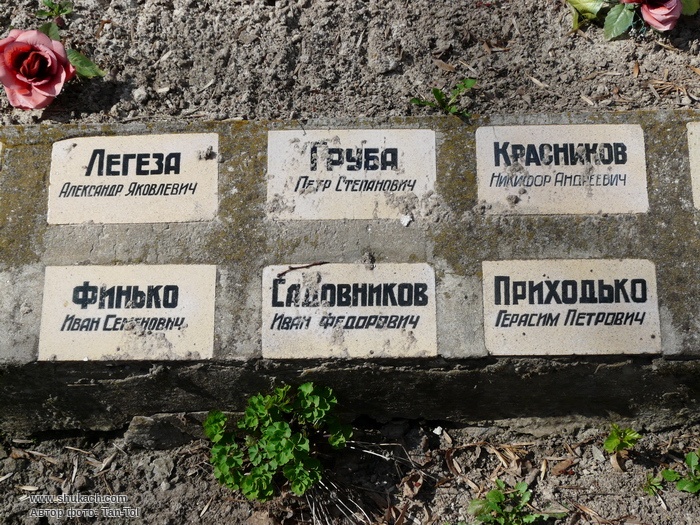 Легеза
Александр Яковлевич
Груба
Петр Степанович
Красников
Никифор Андреевич
Финько
Иван Семенович
Садовников
Иван Федорович
Приходько
Герасим Петрович
www.shukach.com
Автор фото: Tan-Tol